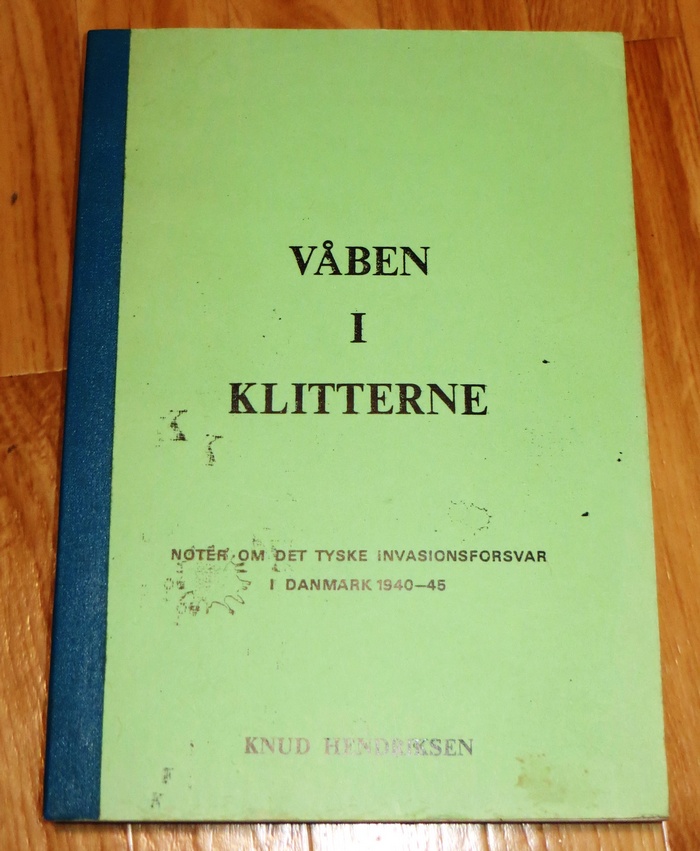 VÅBEN
I
KLITTERNE
NOTER OM DET TYSKE INVASIONSFORSVAR
I DANMARK 1940-45
KNUD HENDRIKSEN